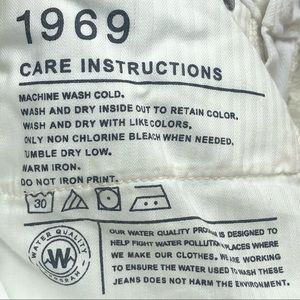 1969
CARE INSTRUCTIONS
MACHINE WASH COLD.
WASH AND DRY INSIDE OUT TO RETAIN COLOR.
WASH AND DRY WITH LIKE COLORS.
ONLY NON CHLORINE BLEACH WHEN NEEDED.
TUMBLE DRY LOW.
WARM IRON.
DO NOT IRON PRINT.
30
WATER QUALITY
W
PROGRAM
OUR WATER QUALITY PROGRAM IS DESIGNED TO
HELP FIGHT WATER POLLUTION PLACES WHERE
WE MAKE OUR CLOTHES. WE ARE WORKING
TO ENSURE THE WATER USED TO WASH THESE
JEANS DOES NOT HARM THE ENVIRONMENT.